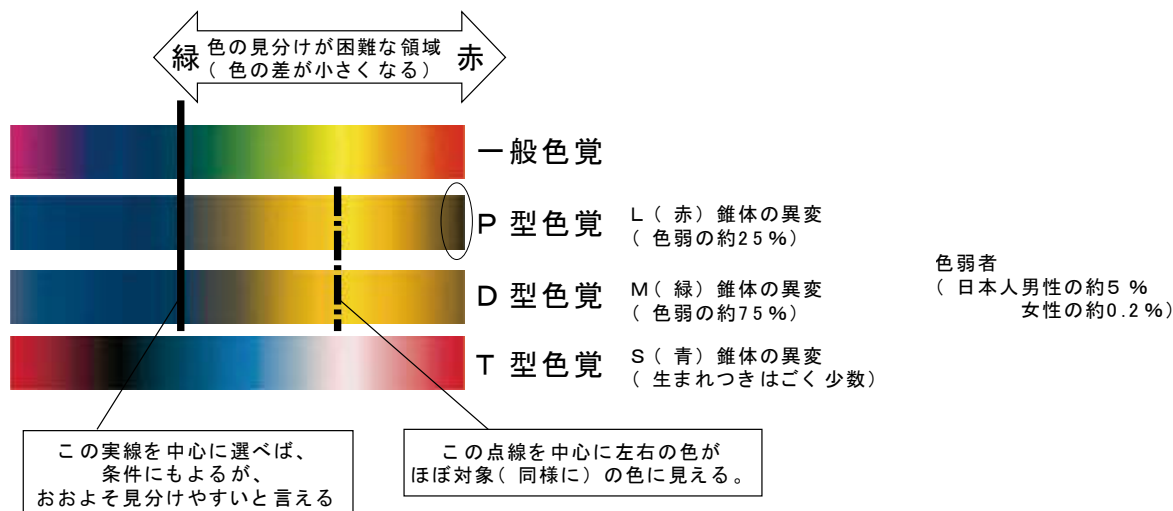 緑 色の見分けが困難な領域 赤
( 色の差が小さくなる)
一般色覚
P 型色覚
L( 赤) 錐体の異変
( 色弱の約25%)
D 型色覚
M( 緑) 錐体の異変
( 色弱の約75%)
T 型色覚
S( 青) 錐体の異変
( 生まれつきはごく少数)
色弱者
( 日本人男性の約5%
女性の約0.2%)
この実線を中心に選べば、
条件にもよるが、
おおよそ見分けやすいと言える
この点線を中心に左右の色が
ほぼ対象( 同様に) の色に見える。